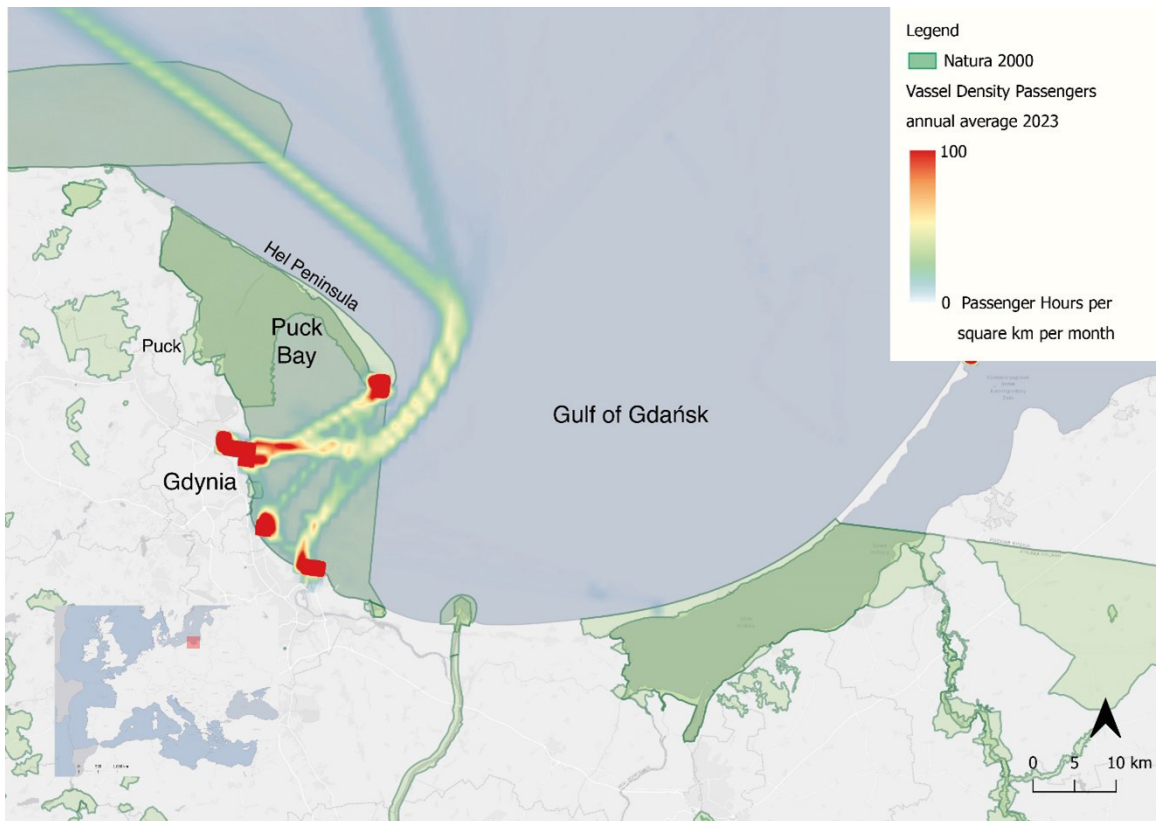 Legend
Natura 2000
Vassel Density Passengers
annual average 2023
100
0 Passenger Hours per
square km per month
Hel Peninsula
Puck
Bay
Puck
Gulf of Gdańsk
Gdynia
0 5 10 km